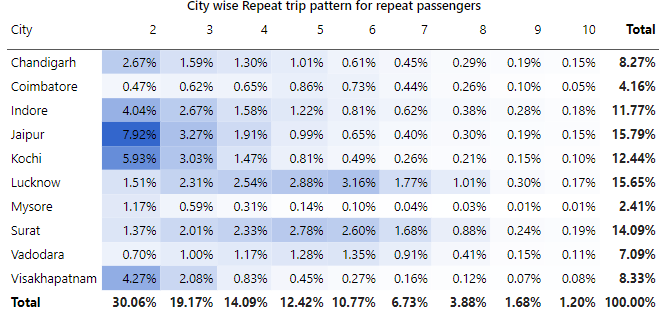 City wise Repeat trip pattern for repeat passengers
City 2 3 4 5 6 7 8 9 10 Total
Chandigarh 2.67% 1.59% 1.30% 1.01% 0.61% 0.45% 0.29% 0.19% 0.15% 8.27%
Coimbatore 0.47% 0.62% 0.65% 0.86% 0.73% 0.44% 0.26% 0.10% 0.05% 4.16%
Indore 4.04% 2.67% 1.58% 1.22% 0.81% 0.62% 0.38% 0.28% 0.18% 11.77%
Jaipur 7.92% 3.27% 1.91% 0.99% 0.65% 0.40% 0.30% 0.19% 0.15% 15.79%
Kochi 5.93% 3.03% 1.47% 0.81% 0.49% 0.26% 0.21% 0.15% 0.10% 12.44%
Lucknow 1.51% 2.31% 2.54% 2.88% 3.16% 1.77% 1.01% 0.30% 0.17% 15.65%
Mysore 1.17% 0.59% 0.31% 0.14% 0.10% 0.04% 0.03% 0.01% 0.01% 2.41%
Surat 1.37% 2.01% 2.33% 2.78% 2.60% 1.68% 0.88% 0.24% 0.19% 14.09%
Vadodara 0.70% 1.00% 1.17% 1.28% 1.35% 0.91% 0.41% 0.15% 0.11% 7.09%
Visakhapatnam 4.27% 2.08% 0.83% 0.45% 0.27% 0.16% 0.12% 0.07% 0.08% 8.33%
Total 30.06% 19.17% 14.09% 12.42% 10.77% 6.73% 3.88% 1.68% 1.20% 100.00%